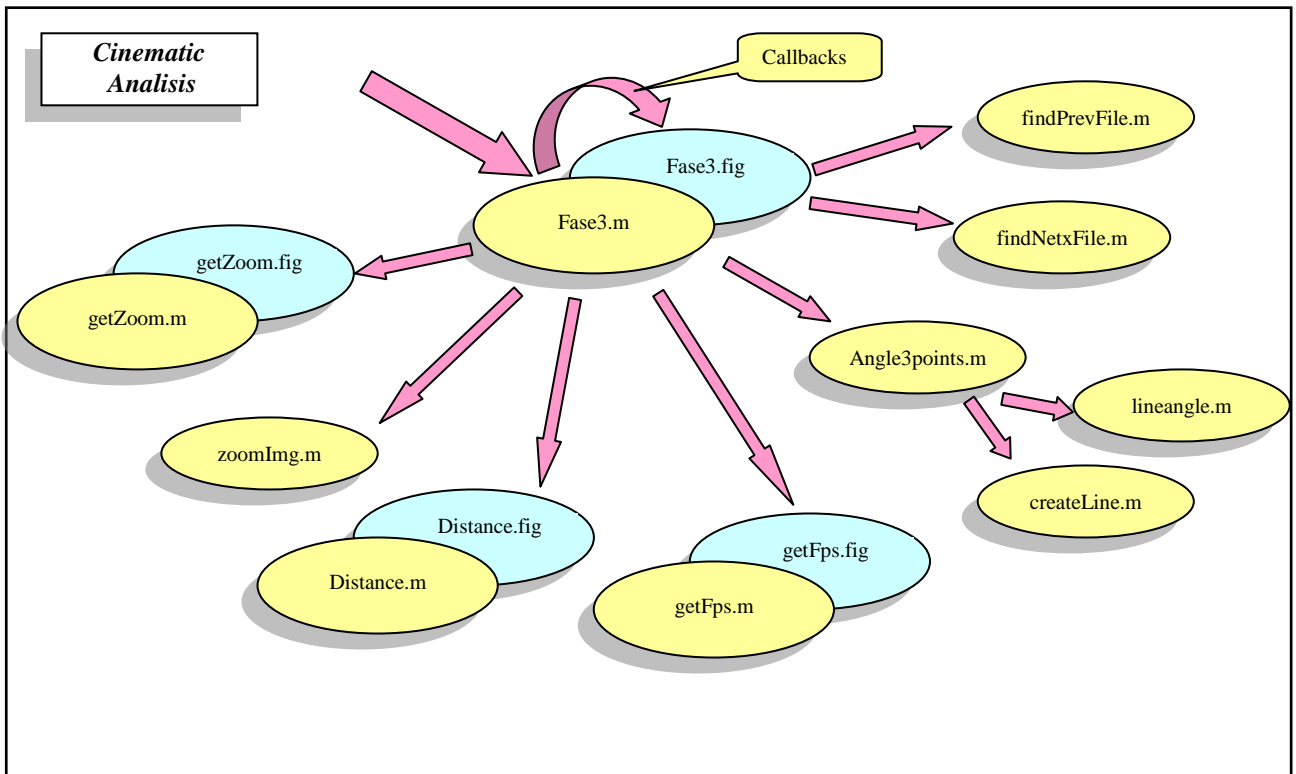 Cinematic
Analisis
Callbacks
findPrevFile.m
Fase3.fig
Fase3.m
findNetxFile.m
getZoom.fig
getZoom.m
Angle3points.m
lineangle.m
zoomImg.m
createLine.m
Distance.fig
getFps.fig
Distance.m
getFps.m